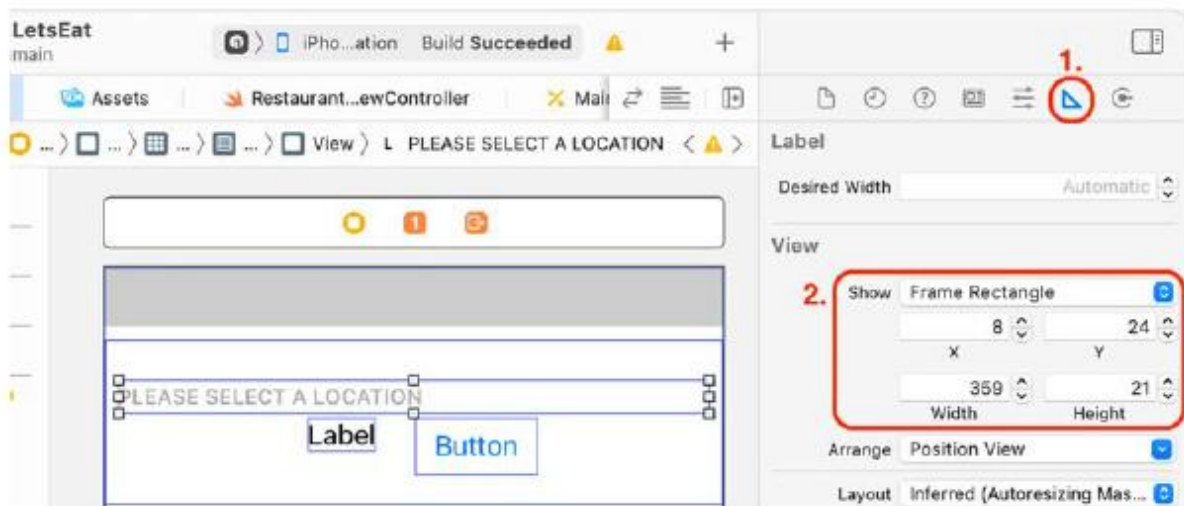 LetsEat
main
iPho...ation Build Succeeded
+
1.
Assets
Restaurant...ewController
Mai
... 〉 ... 〉 ... 〉 ... 〉 View 〉 L PLEASE SELECT A LOCATION < >
Label
Desired Width Automatic
1
View
2. Show Frame Rectangle
8 24
X Y
359 21
Width Height
PLEASE SELECT A LOCATION
Label
Button
Arrange Position View
Layout Inferred (Autoresizing Mas...